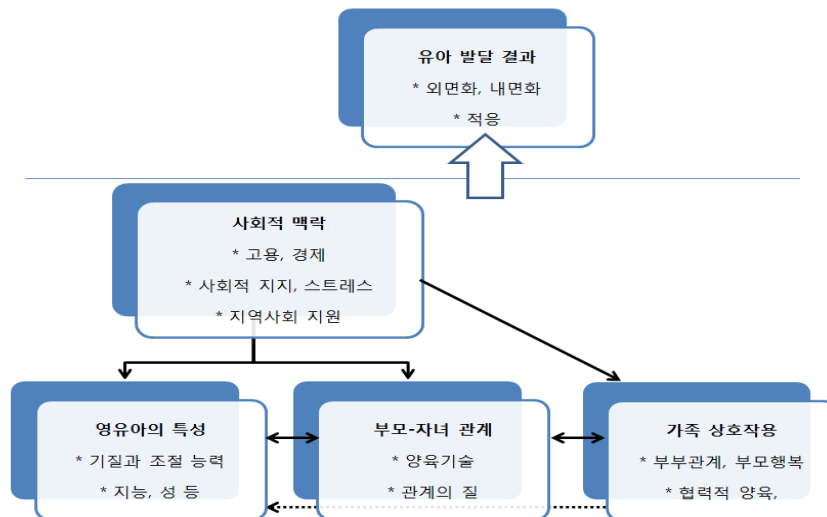 유아 발달 결과
* 외면화, 내면화
* 적응
사회적 맥락
* 고용, 경제
* 사회적 지지, 스트레스
* 지역사회 지원
영유아의 특성
* 기질과 조절 능력
* 지능, 성 등
부모-자녀 관계
* 양육기술
* 관계의 질
가족 상호작용
* 부부관계, 부모행복
* 협력적 양육,